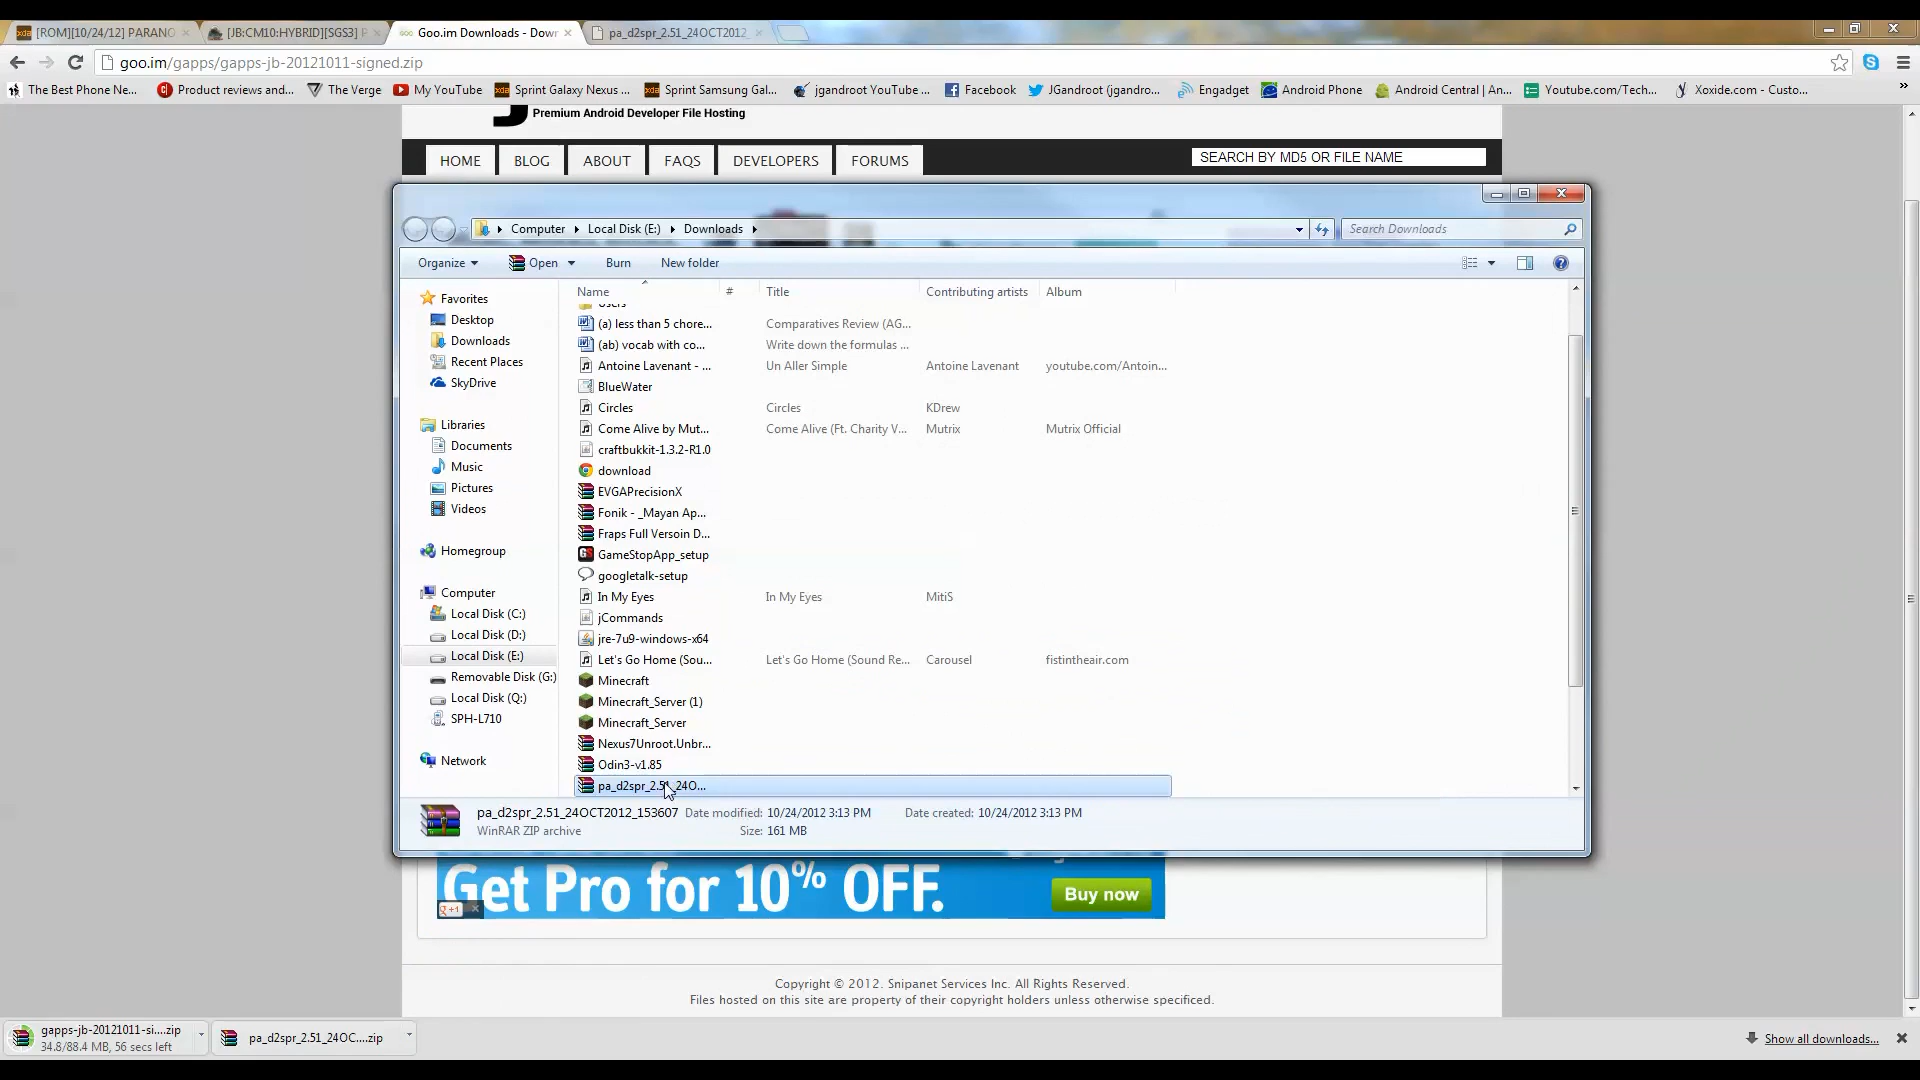 [ROM][10/24/12] PARANO
[JB:CM10:HYBRID][SGS3] P
Goo.im Downloads - Down
pa_d2spr_2.51_24OCT2012_
goo.im/gapps/gapps-jb-20121011-signed.zip
The Best Phone Ne...
Product reviews and...
The Verge
My YouTube
Sprint Galaxy Nexus ...
Sprint Samsung Gal...
jgandroot YouTube ...
Facebook
JGandroot (jgandro...
Engadget
Android Phone
Android Central | An...
Youtube.com/Tech...
Xoxide.com - Custo...
»
Premium Android Developer File Hosting
HOME BLOG ABOUT FAQS DEVELOPERS FORUMS
SEARCH BY MD5 OR FILE NAME
Computer Local Disk (E:) Downloads
Search Downloads
Organize Open Burn New folder
Name # Title Contributing artists Album
Favorites
Desktop
Downloads
Recent Places
SkyDrive
Libraries
Documents
Music
Pictures
Videos
Homegroup
Computer
Local Disk (C:)
Local Disk (D:)
Local Disk (E:)
Removable Disk (G:)
Local Disk (Q:)
SPH-L710
Network
Users
(a) less than 5 chore... Comparatives Review (AG...
(ab) vocab with co... Write down the formulas ...
Antoine Lavenant - ... Un Aller Simple Antoine Lavenant youtube.com/Antoin...
BlueWater
Circles Circles KDrew
Come Alive by Mut... Come Alive (Ft. Charity V... Mutrix Mutrix Official
craftbukkit-1.3.2-R1.0
download
EVGAPrecisionX
Fonik - _Mayan Ap...
Fraps Full Versoin D...
GameStopApp_setup
googletalk-setup
In My Eyes In My Eyes MitiS
jCommands
jre-7u9-windows-x64
Let's Go Home (Sou... Let's Go Home (Sound Re... Carousel fistintheair.com
Minecraft
Minecraft_Server (1)
Minecraft_Server
Nexus7Unroot.Unbr...
Odin3-v1.85
pa_d2spr_2.51_24O...
pa_d2spr_2.51_24OCT2012_153607 Date modified: 10/24/2012 3:13 PM Date created: 10/24/2012 3:13 PM
WinRAR ZIP archive Size: 161 MB
Get Pro for 10% OFF.
Buy now
+1
Copyright © 2012. Snipanet Services Inc. All Rights Reserved.
Files hosted on this site are property of their copyright holders unless otherwise specified.
gapps-jb-20121011-si....zip
34.8/88.4 MB, 56 secs left
pa_d2spr_2.51_24OC....zip
Show all downloads...